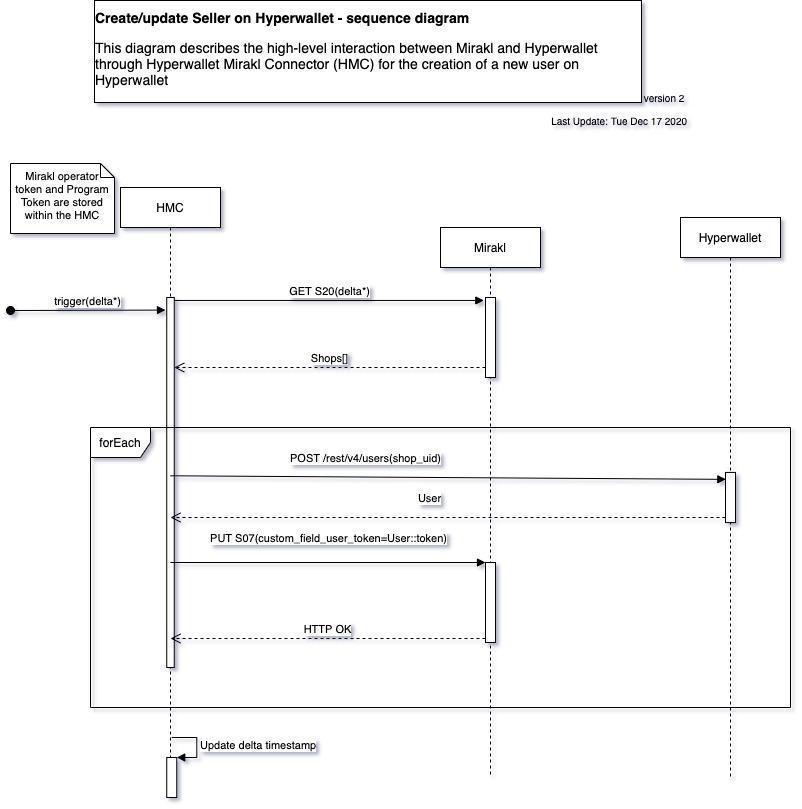 Create/update Seller on Hyperwallet - sequence diagram
This diagram describes the high-level interaction between Mirakl and Hyperwallet
through Hyperwallet Mirakl Connector (HMC) for the creation of a new user on
Hyperwallet
version 2
Last Update: Tue Dec 17 2020
Mirakl operator
token and Program
Token are stored
within the HMC
HMC
Mirakl
Hyperwallet
trigger(delta*)
GET S20(delta*)
Shops[]
forEach
POST /rest/v4/users(shop_uid)
User
PUT S07(custom_field_user_token=User::token)
HTTP OK
Update delta timestamp